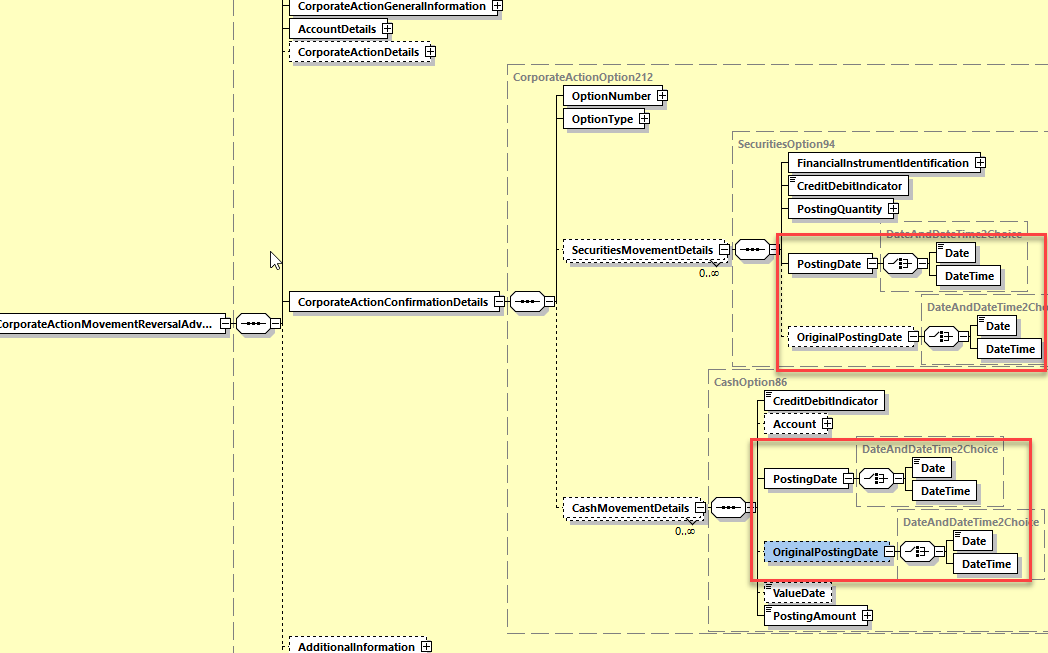 CorporateActionGeneralInformation
AccountDetails
CorporateActionDetails
CorporateActionOption212
OptionNumber
OptionType
SecuritiesOption94
FinancialInstrumentIdentification
CreditDebitIndicator
PostingQuantity
DateAndDateTime2Choice
SecuritiesMovementDetails
0..∞
PostingDate
Date
DateTime
CorporateActionConfirmationDetails
CorporateActionMovementReversalAdv...
DateAndDateTime2Cho
OriginalPostingDate
Date
DateTime
CashOption86
CreditDebitIndicator
Account
DateAndDateTime2Choice
PostingDate
Date
DateTime
CashMovementDetails
0..∞
DateAndDateTime2Choice
OriginalPostingDate
Date
DateTime
ValueDate
PostingAmount
AdditionalInformation